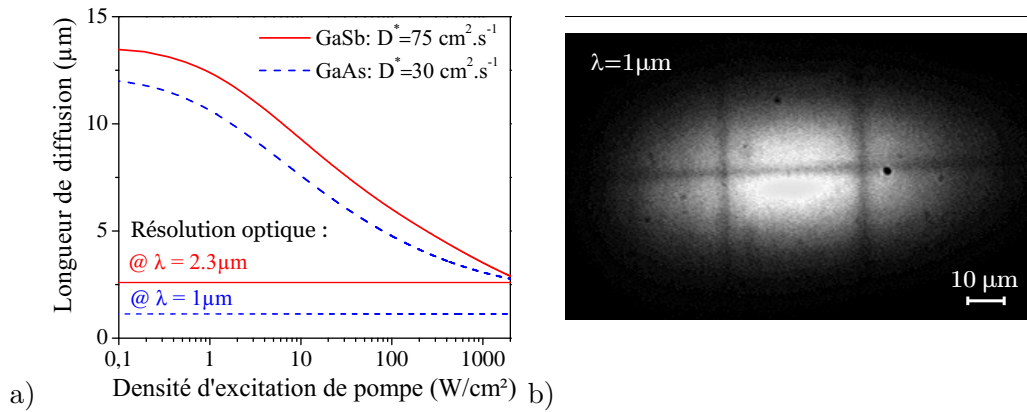 15
10
5
0
Longueur de diffusion (µm)
GaSb: D*=75 cm².s⁻¹
GaAs: D*=30 cm².s⁻¹
Résolution optique :
@ λ = 2.3µm
@ λ = 1µm
0,1 1 10 100 1000
Densité d'excitation de pompe (W/cm²)
a)
λ=1µm
10 µm
b)